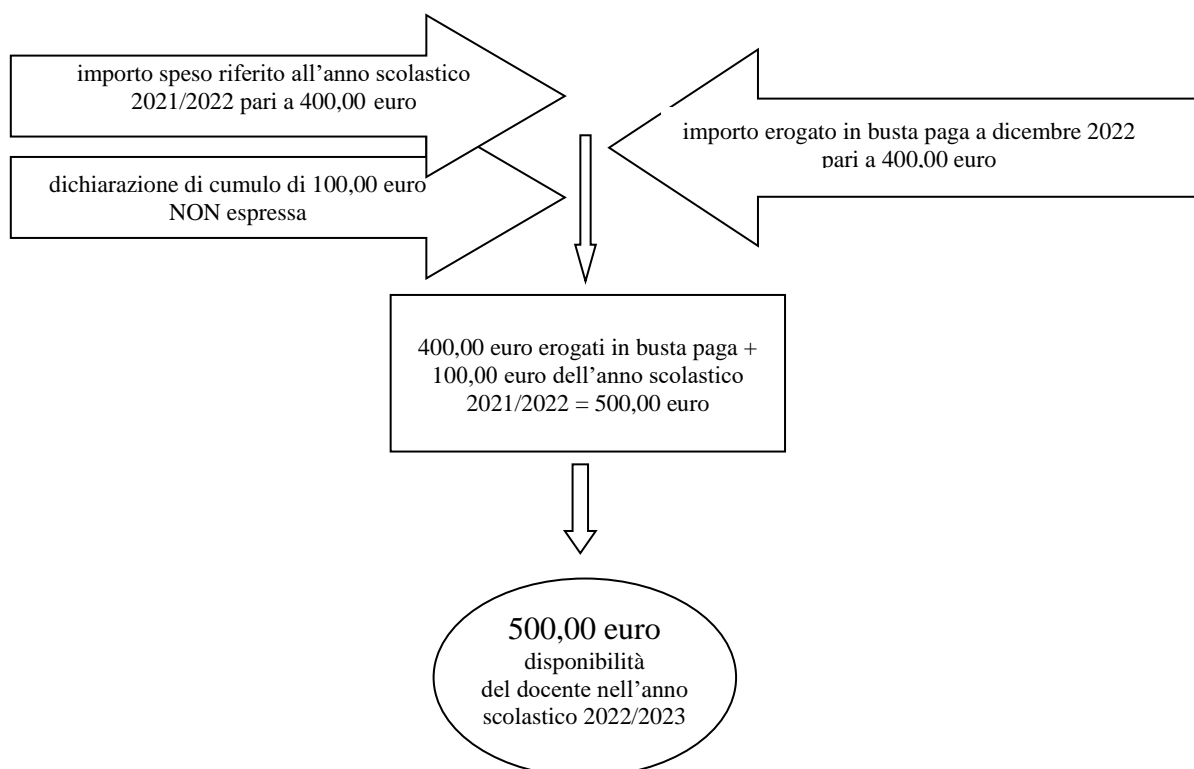 importo speso riferito all’anno scolastico
2021/2022 pari a 400,00 euro
dichiarazione di cumulo di 100,00 euro
NON espressa
importo erogato in busta paga a dicembre 2022
pari a 400,00 euro
400,00 euro erogati in busta paga +
100,00 euro dell’anno scolastico
2021/2022 = 500,00 euro
500,00 euro
disponibilità
del docente nell’anno
scolastico 2022/2023